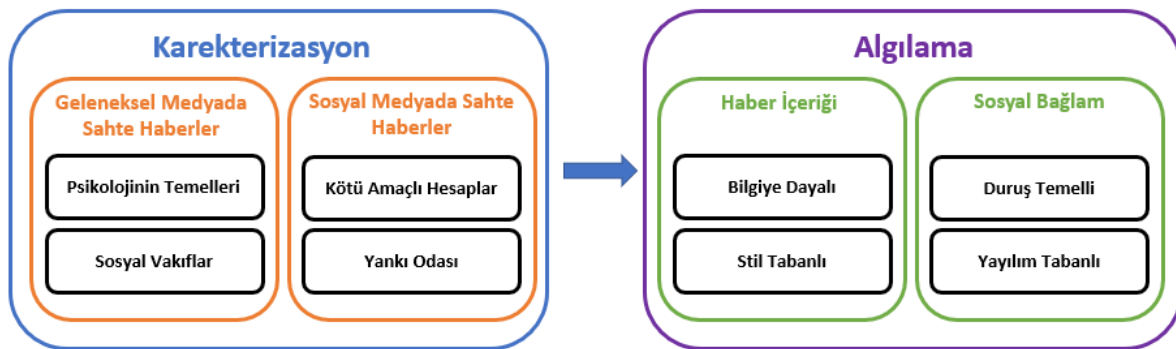 Karekterizasyon
Geleneksel Medyada
Sahte Haberler
Psikolojinin Temelleri
Sosyal Vakıflar
Sosyal Medyada Sahte
Haberler
Kötü Amaçlı Hesaplar
Yankı Odası
Algılama
Haber İçeriği
Bilgiye Dayalı
Stil Tabanlı
Sosyal Bağlam
Duruş Temelli
Yayılım Tabanlı